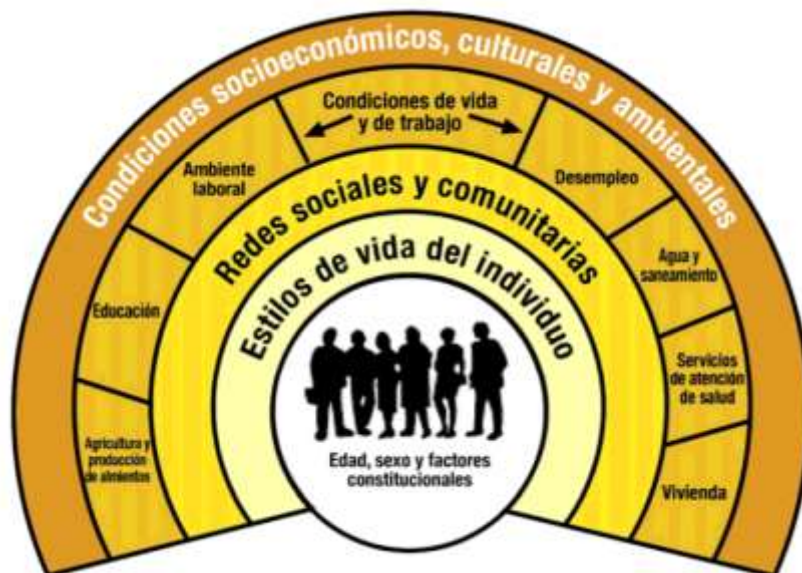 Condiciones socioeconómicos, culturales y ambientales
Condiciones de vida
y de trabajo
Ambiente
laboral
Desempleo
Redes sociales y comunitarias
Educación
Agua y
saneamiento
Estilos de vida del individuo
Servicios
de atención
de salud
Agricultura y
producción
de almientos
Edad, sexo y factores
constitucionales
Vivienda